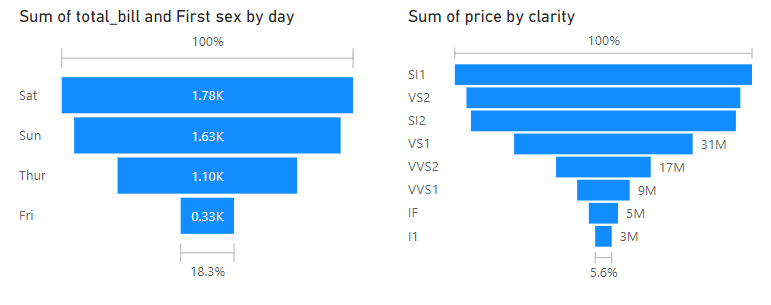 Sum of total_bill and First sex by day
100%
Sat 1.78K
Sun 1.63K
Thur 1.10K
Fri 0.33K
18.3%
Sum of price by clarity
100%
SI1
VS2
SI2
VS1 31M
VVS2 17M
VVS1 9M
IF 5M
I1 3M
5.6%